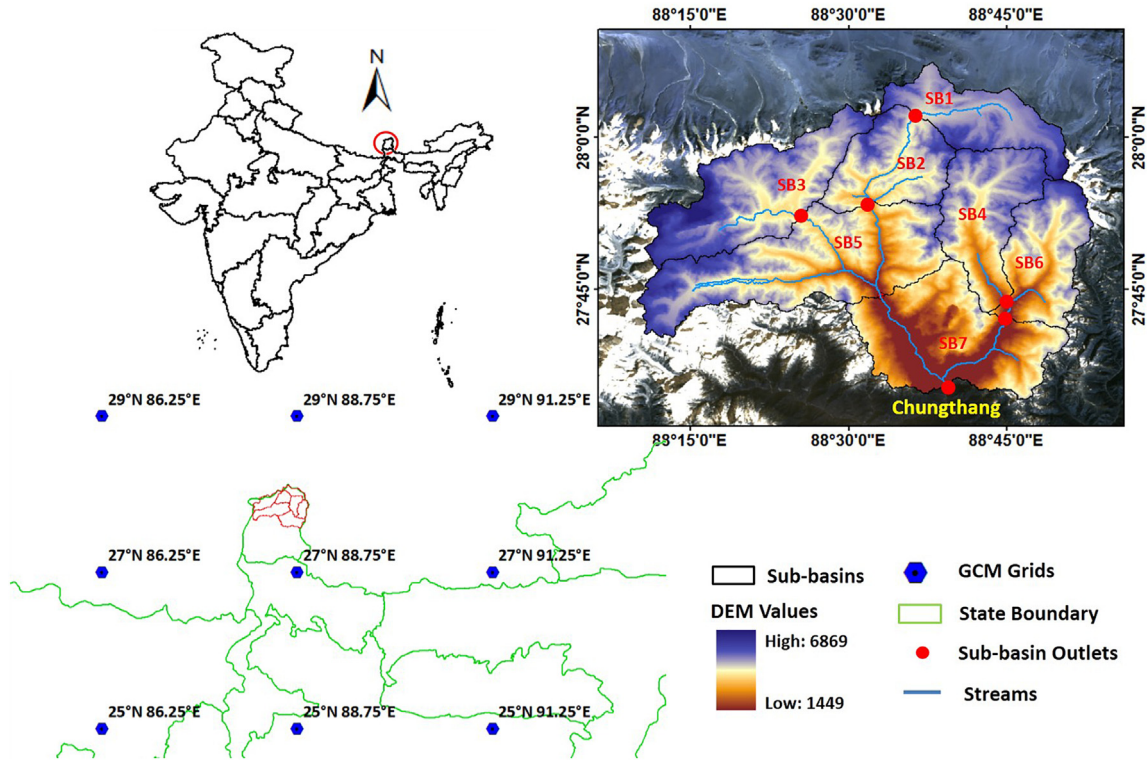 N
88°15'0"E
88°30'0"E
88°45'0"E
28°0'0"N
27°45'0"N
28°0'0"N
27°45'0"N
SB1
SB2
SB3
SB4
SB5
SB6
SB7
Chungthang
88°15'0"E
88°30'0"E
88°45'0"E
29°N 86.25°E
29°N 88.75°E
29°N 91.25°E
27°N 86.25°E
27°N 88.75°E
27°N 91.25°E
25°N 86.25°E
25°N 88.75°E
25°N 91.25°E
Sub-basins
DEM Values
High: 6869
Low: 1449
GCM Grids
State Boundary
Sub-basin Outlets
Streams